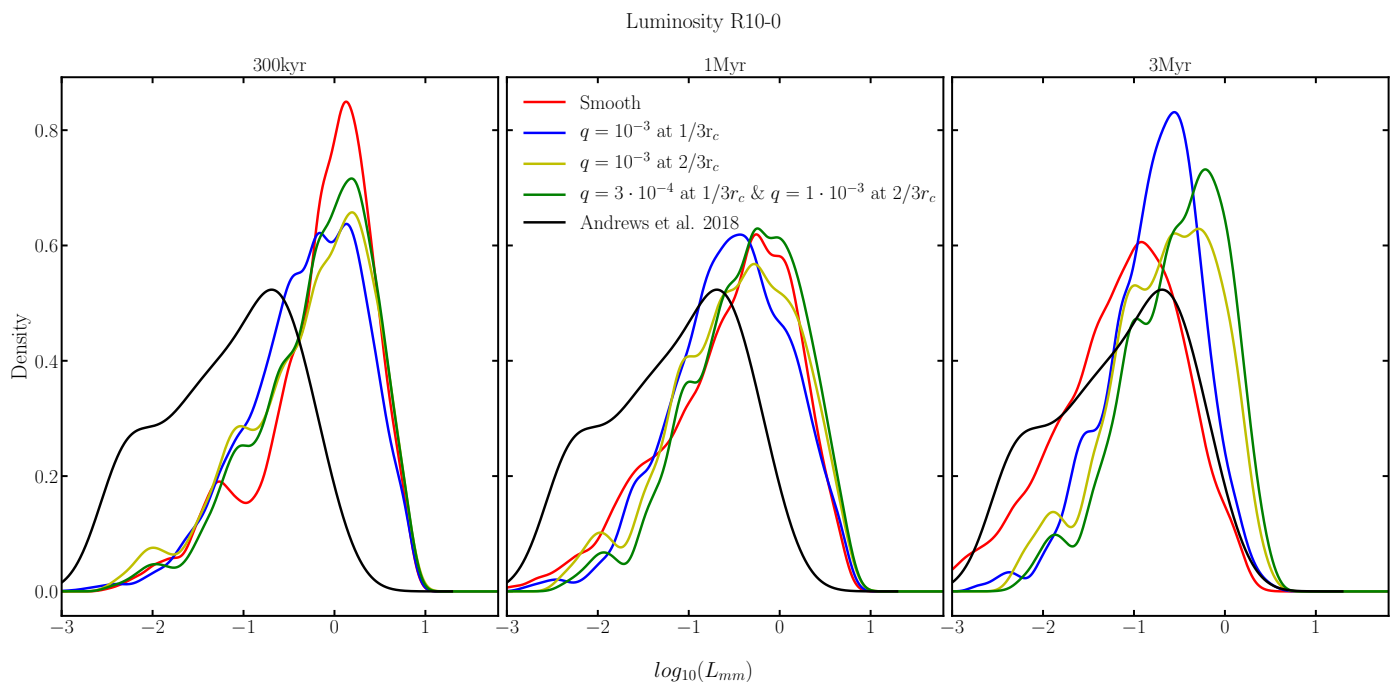 Luminosity R10-0
300kyr
1Myr
3Myr
Smooth
q = 10⁻³ at 1/3r_c
q = 10⁻³ at 2/3r_c
q = 3 · 10⁻⁴ at 1/3r_c & q = 1 · 10⁻³ at 2/3r_c
Andrews et al. 2018
Density
0.8
0.6
0.4
0.2
0.0
−3 −2 −1 0 1
−3 −2 −1 0 1
−3 −2 −1 0 1
log₁₀(L_mm)